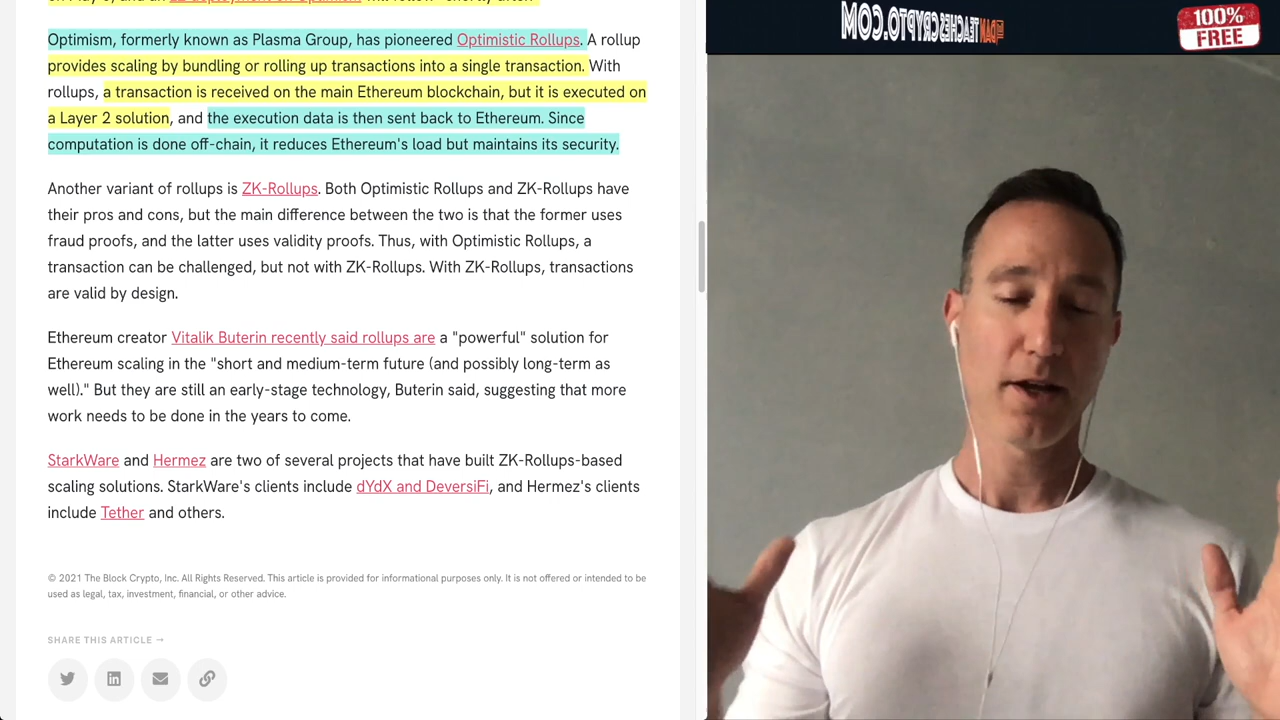 Optimism, formerly known as Plasma Group, has pioneered Optimistic Rollups. A rollup
provides scaling by bundling or rolling up transactions into a single transaction. With
rollups, a transaction is received on the main Ethereum blockchain, but it is executed on
a Layer 2 solution, and the execution data is then sent back to Ethereum. Since
computation is done off-chain, it reduces Ethereum's load but maintains its security.
Another variant of rollups is ZK-Rollups. Both Optimistic Rollups and ZK-Rollups have
their pros and cons, but the main difference between the two is that the former uses
fraud proofs, and the latter uses validity proofs. Thus, with Optimistic Rollups, a
transaction can be challenged, but not with ZK-Rollups. With ZK-Rollups, transactions
are valid by design.
Ethereum creator Vitalik Buterin recently said rollups are a "powerful" solution for
Ethereum scaling in the "short and medium-term future (and possibly long-term as
well)." But they are still an early-stage technology, Buterin said, suggesting that more
work needs to be done in the years to come.
StarkWare and Hermez are two of several projects that have built ZK-Rollups-based
scaling solutions. StarkWare's clients include dYdX and DeversiFi, and Hermez's clients
include Tether and others.
© 2021 The Block Crypto, Inc. All Rights Reserved. This article is provided for informational purposes only. It is not offered or intended to be
used as legal, tax, investment, financial, or other advice.
SHARE THIS ARTICLE →
DANTEACHESCRYPTO.COM
100%
FREE